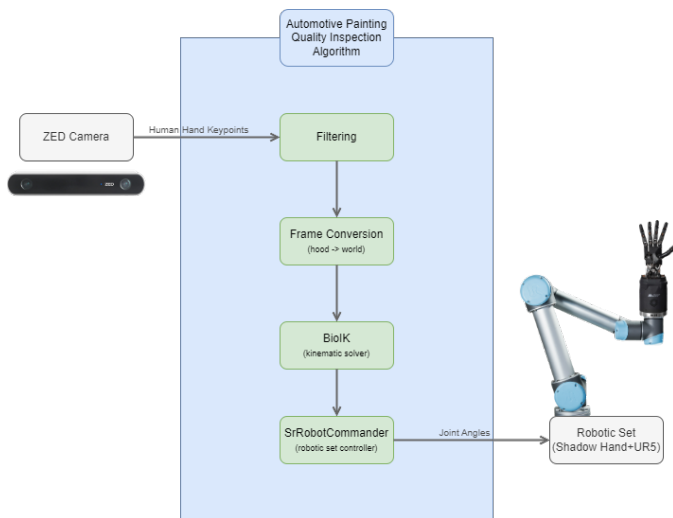 Automotive Painting
Quality Inspection
Algorithm
ZED Camera
Human Hand Keypoints
Filtering
ZED
Frame Conversion
(hood -> world)
BioIK
(kinematic solver)
SrRobotCommander
(robotic set controller)
Joint Angles
Robotic Set
(Shadow Hand+UR5)